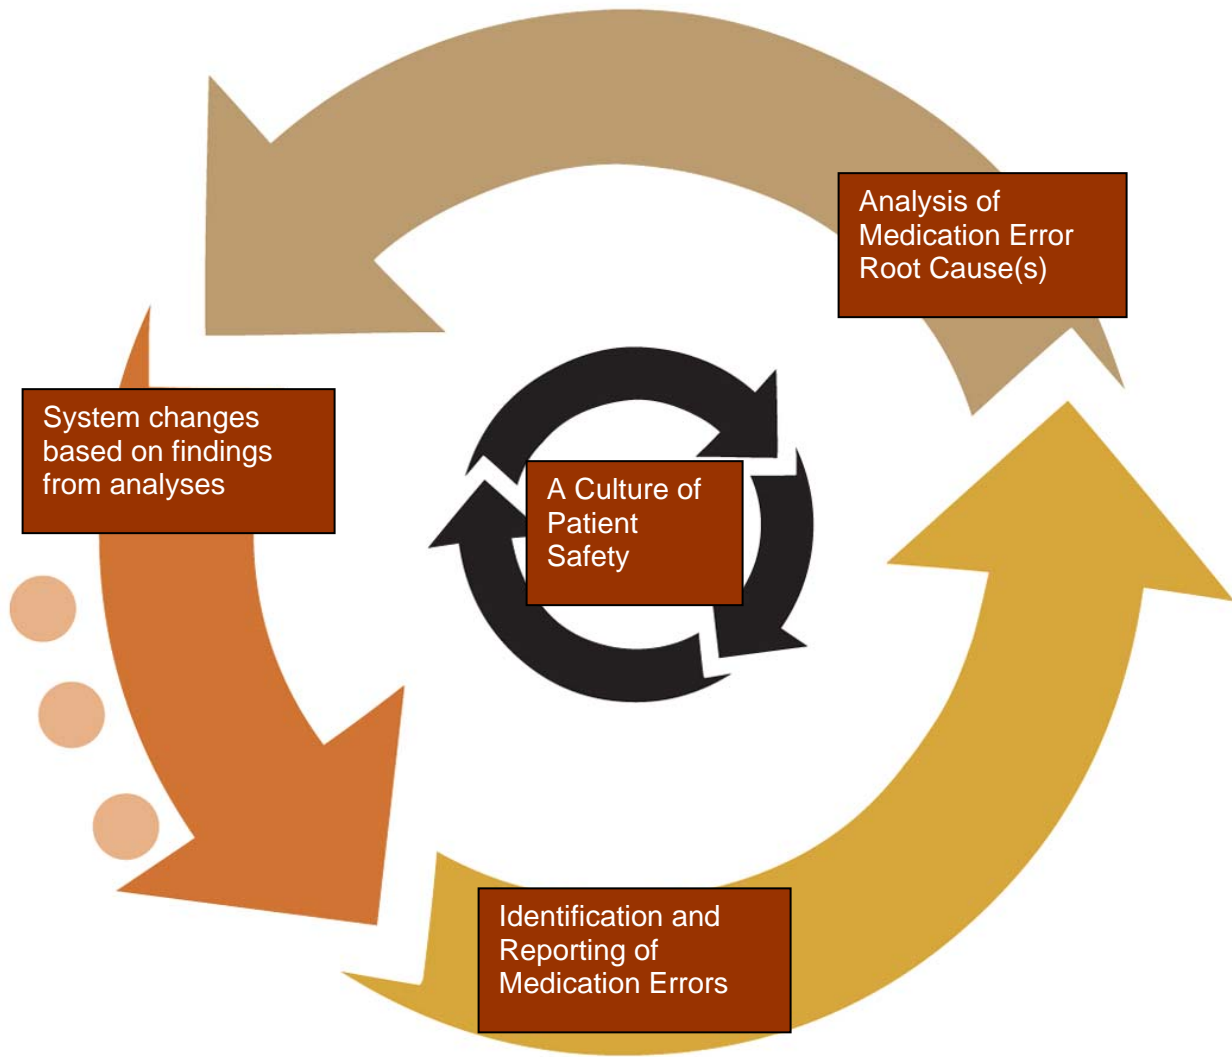 Analysis of
Medication Error
Root Cause(s)
System changes
based on findings
from analyses
A Culture of
Patient
Safety
Identification and
Reporting of
Medication Errors